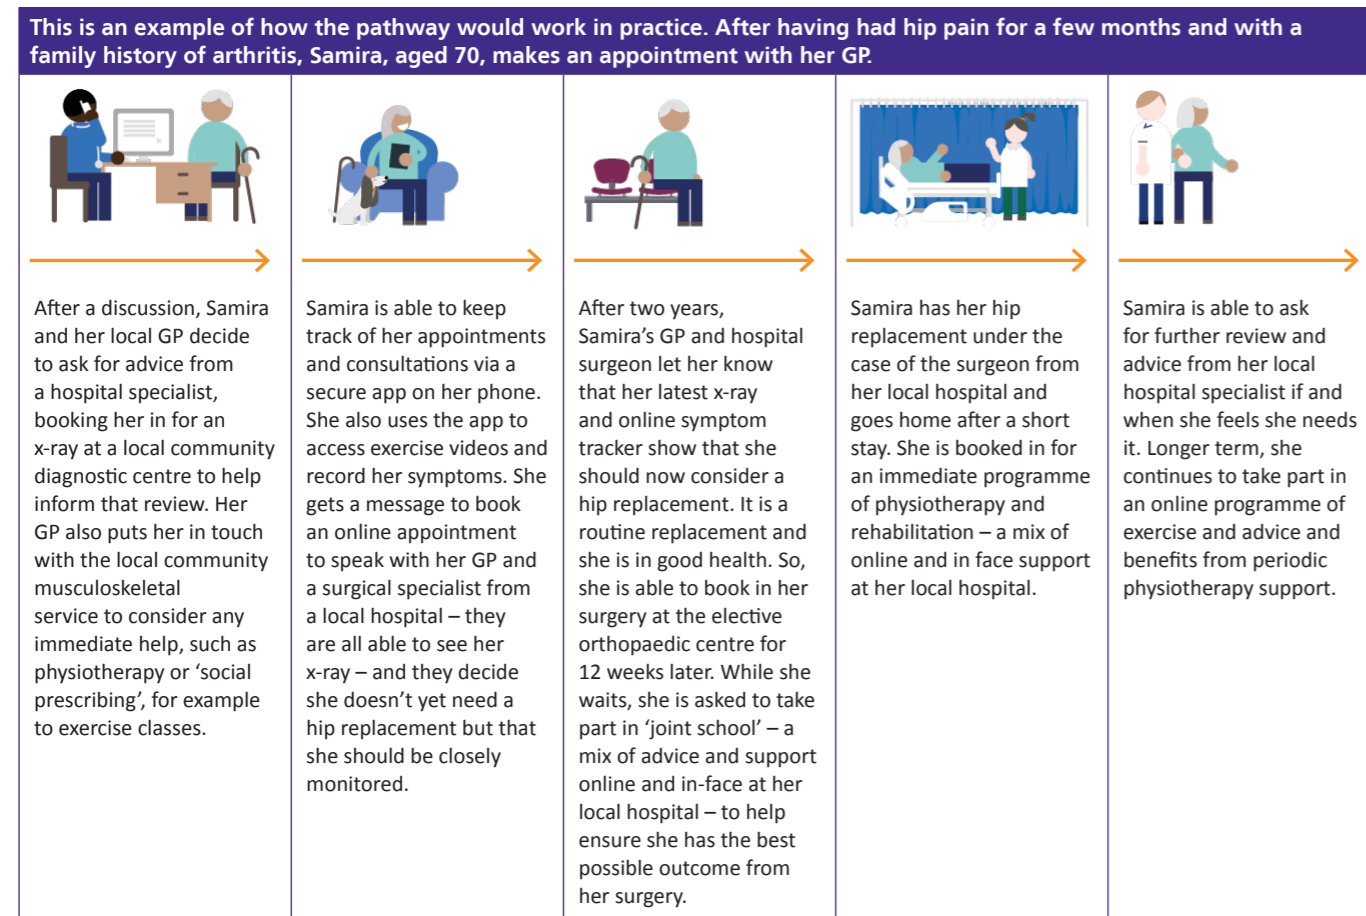 This is an example of how the pathway would work in practice. After having had hip pain for a few months and with a
family history of arthritis, Samira, aged 70, makes an appointment with her GP.
After a discussion, Samira
and her local GP decide
to ask for advice from
a hospital specialist,
booking her in for an
x-ray at a local community
diagnostic centre to help
inform that review. Her
GP also puts her in touch
with the local community
musculoskeletal
service to consider any
immediate help, such as
physiotherapy or ‘social
prescribing’, for example
to exercise classes.
Samira is able to keep
track of her appointments
and consultations via a
secure app on her phone.
She also uses the app to
access exercise videos and
record her symptoms. She
gets a message to book
an online appointment
to speak with her GP and
a surgical specialist from
a local hospital – they
are all able to see her
x-ray – and they decide
she doesn’t yet need a
hip replacement but that
she should be closely
monitored.
After two years,
Samira’s GP and hospital
surgeon let her know
that her latest x-ray
and online symptom
tracker show that she
should now consider a
hip replacement. It is a
routine replacement and
she is in good health. So,
she is able to book in her
surgery at the elective
orthopaedic centre for
12 weeks later. While she
waits, she is asked to take
part in ‘joint school’ – a
mix of advice and support
online and in-face at her
local hospital – to help
ensure she has the best
possible outcome from
her surgery.
Samira has her hip
replacement under the
case of the surgeon from
her local hospital and
goes home after a short
stay. She is booked in for
an immediate programme
of physiotherapy and
rehabilitation – a mix of
online and in face support
at her local hospital.
Samira is able to ask
for further review and
advice from her local
hospital specialist if and
when she feels she needs
it. Longer term, she
continues to take part in
an online programme of
exercise and advice and
benefits from periodic
physiotherapy support.